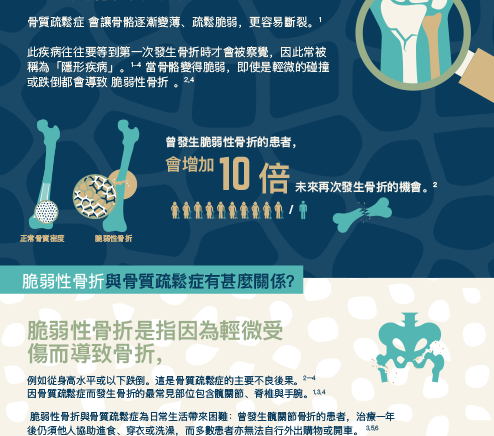 骨質疏鬆症 會讓骨骼逐漸變薄、疏鬆脆弱，更容易斷裂。¹
此疾病往往要等到第一次發生骨折時才會被察覺，因此常被
稱為「隱形疾病」。¹⁻⁴ 當骨骼變得脆弱，即使是輕微的碰撞
或跌倒都會導致 脆弱性骨折 。²,⁴
曾發生脆弱性骨折的患者，
會增加 10 倍 未來再次發生骨折的機會。²
/
正常骨質密度
脆弱性骨折
脆弱性骨折與骨質疏鬆症有甚麼關係?
脆弱性骨折是指因為輕微受
傷而導致骨折，
例如從身高水平或以下跌倒。這是骨質疏鬆症的主要不良後果。²⁻⁴
因骨質疏鬆症而發生骨折的最常見部位包含髖關節、脊椎與手腕。¹,³,⁴
脆弱性骨折與骨質疏鬆症為日常生活帶來困難：曾發生髖關節骨折的患者，治療一年
後仍須他人協助進食、穿衣或洗澡，而多數患者亦無法自行外出購物或開車。³,⁵,⁶